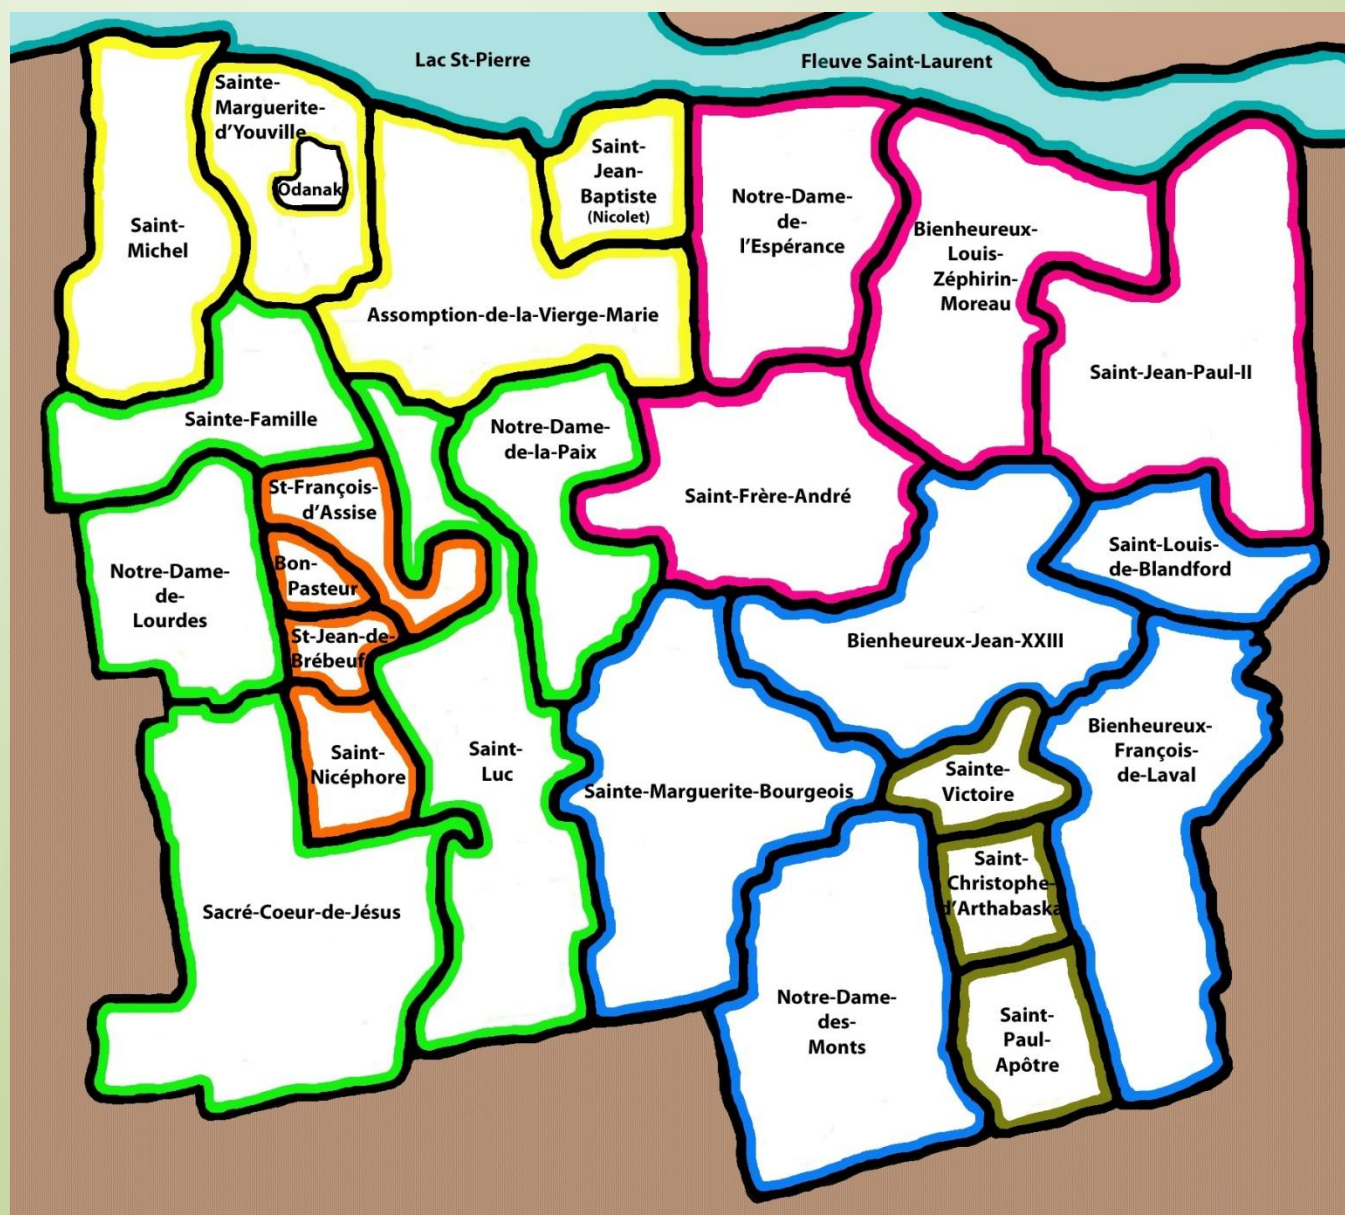 Lac St-Pierre
Fleuve Saint-Laurent
Sainte-
Marguerite-
d'Youville
Odanak
Saint-
Michel
Saint-
Jean-
Baptiste
(Nicolet)
Notre-Dame-
de-
l'Espérance
Bienheureux-
Louis-
Zéphirin-
Moreau
Assomption-de-la-Vierge-Marie
Saint-Jean-Paul-II
Sainte-Famille
Notre-Dame-
de-la-Paix
St-François-
d'Assise
Saint-Frère-André
Saint-Louis-
de-Blandford
Notre-Dame-
de-
Lourdes
Bon-
Pasteur
St-Jean-de-
Brébeuf
Bienheureux-Jean-XXIII
Saint-
Nicéphore
Saint-
Luc
Sainte-Marguerite-Bourgeois
Sainte-
Victoire
Bienheureux-
François-
de-Laval
Sacré-Coeur-de-Jésus
Saint-
Christophe-
d'Arthabaska
Notre-Dame-
des-
Monts
Saint-
Paul-
Apôtre